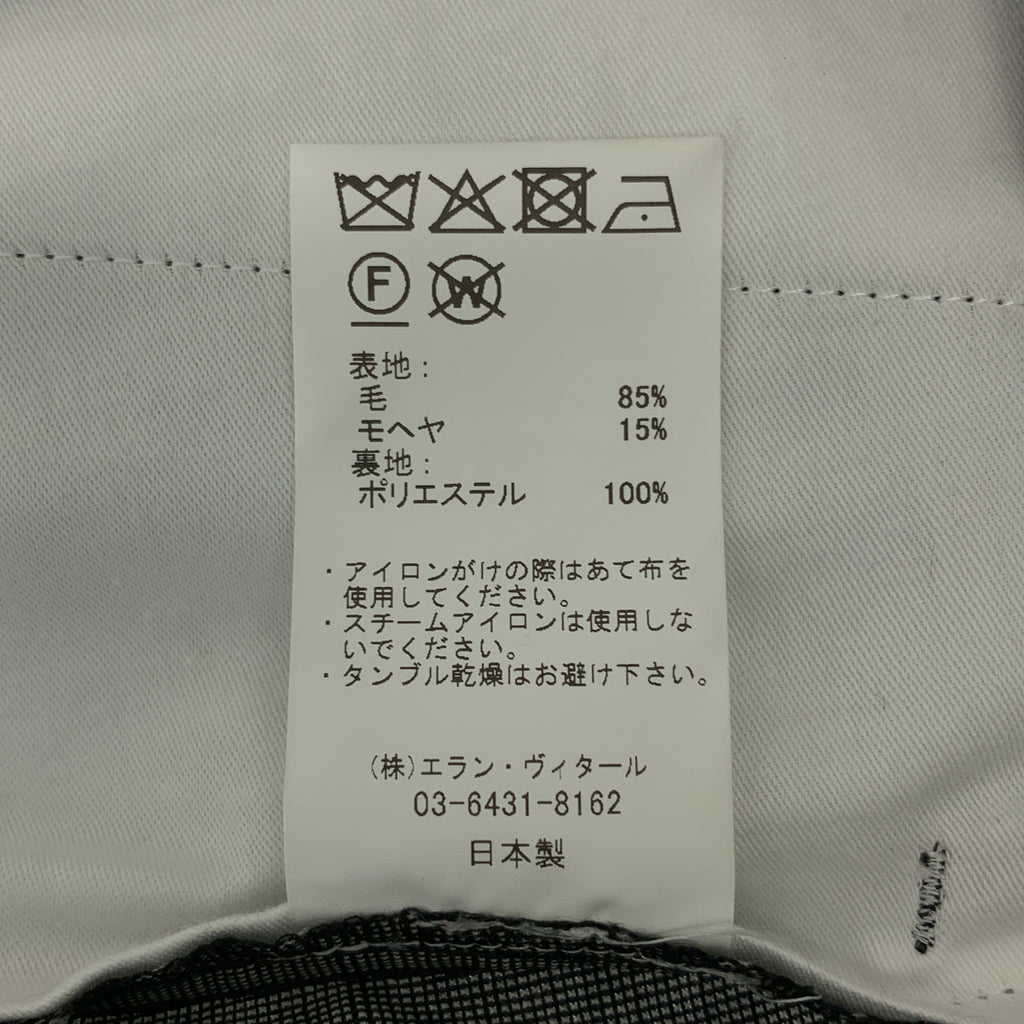 F W
表地:
毛 85%
モヘヤ 15%
裏地:
ポリエステル 100%
・アイロンがけの際はあて布を
使用してください。
・スチームアイロンは使用しな
いでください。
・タンブル乾燥はお避け下さい。
(株)エラン・ヴィタール
03-6431-8162
日本製